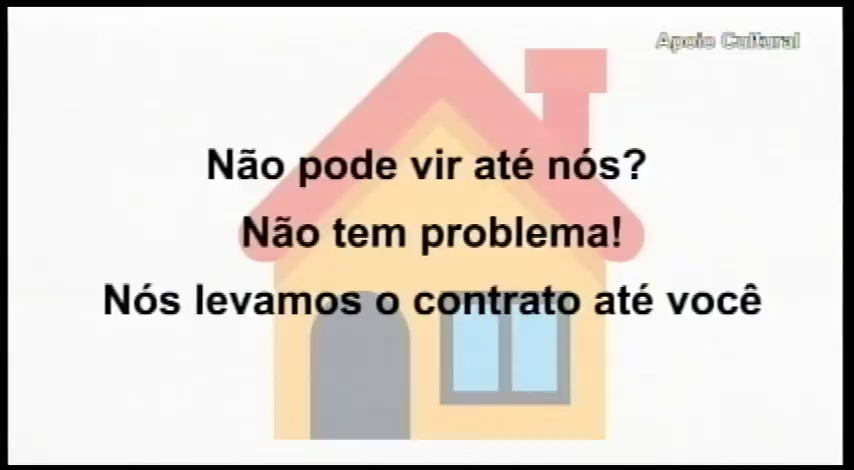 Apoio Cultural
Não pode vir até nós?
Não tem problema!
Nós levamos o contrato até você